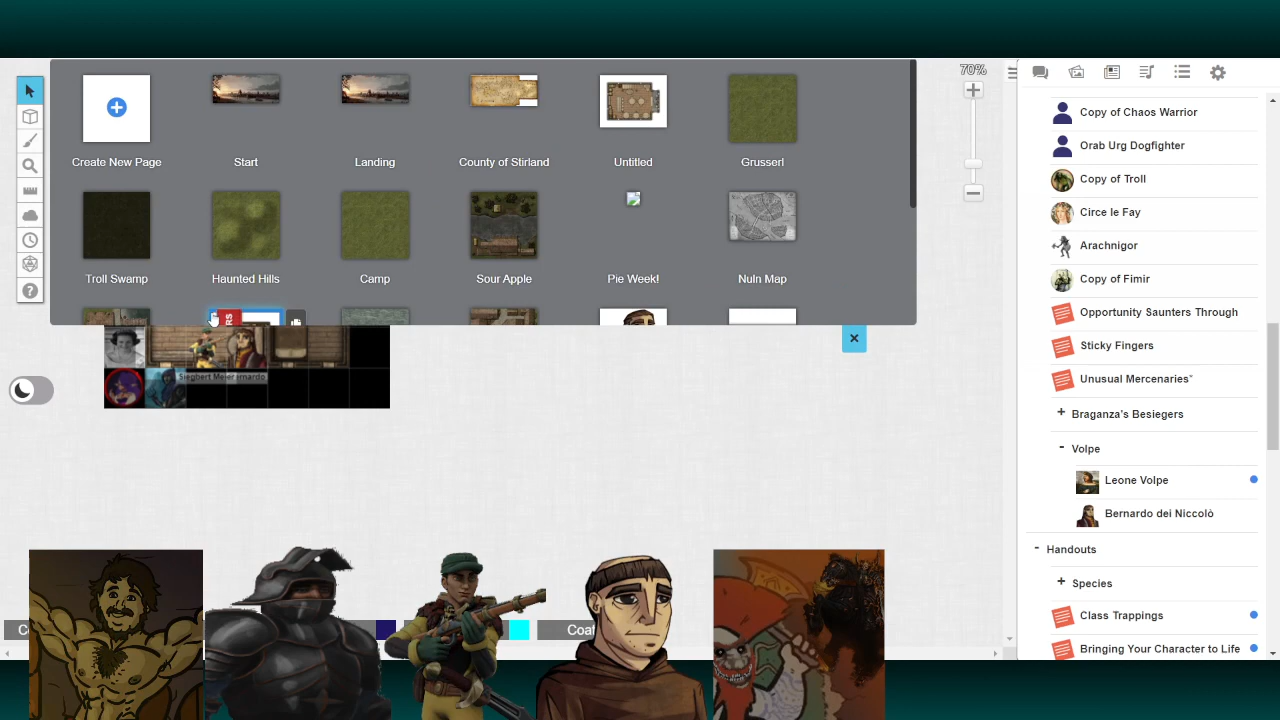 70%
Create New Page
Start
Landing
County of Stirland
Untitled
Grusserl
Troll Swamp
Haunted Hills
Camp
Sour Apple
Pie Week!
Nuln Map
Copy of Chaos Warrior
Orab Urg Dogfighter
Copy of Troll
Circe le Fay
Arachnigor
Copy of Fimir
Opportunity Saunters Through
Sticky Fingers
Unusual Mercenaries*
+ Braganza's Besiegers
- Volpe
Leone Volpe
Bernardo dei Niccolò
- Handouts
+ Species
Class Trappings
Bringing Your Character to Life